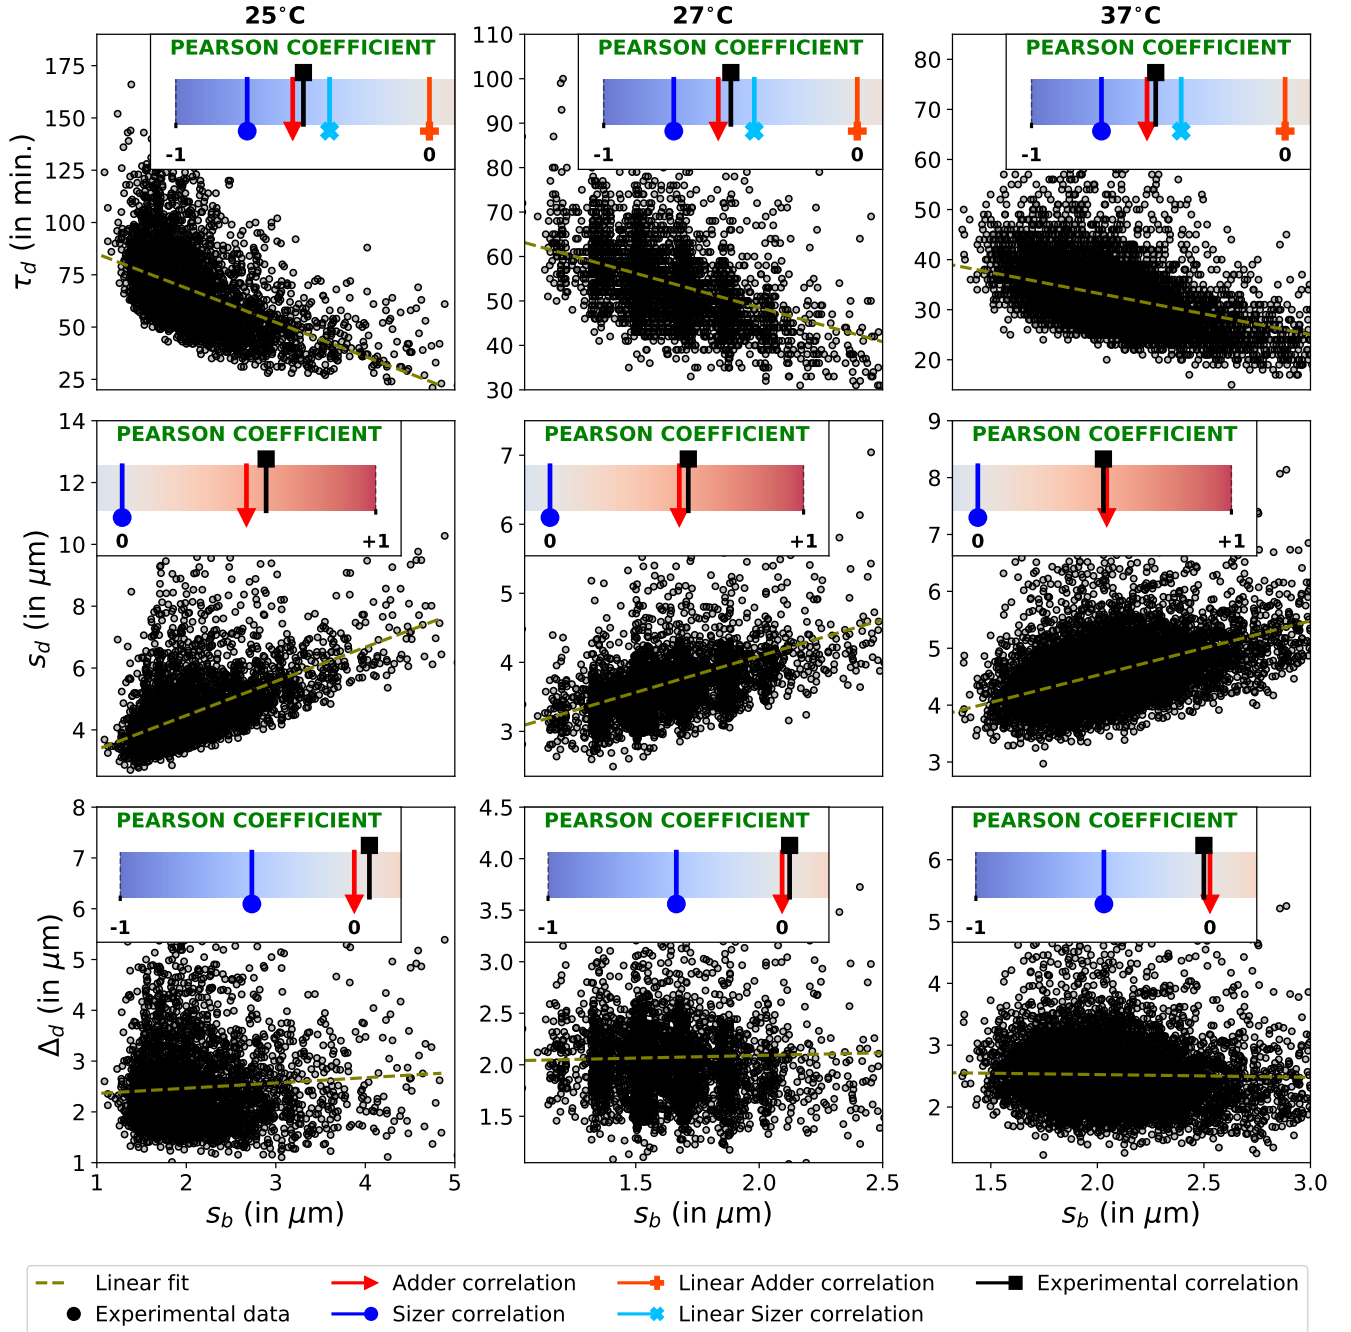 25°C 27°C 37°C
PEARSON COEFFICIENT PEARSON COEFFICIENT PEARSON COEFFICIENT
-1 0 -1 0 -1 0
τd (in min.)
175 150 125 100 75 50 25
110 100 90 80 70 60 50 40 30
80 70 60 50 40 30 20
PEARSON COEFFICIENT PEARSON COEFFICIENT PEARSON COEFFICIENT
0 +1 0 +1 0 +1
sd (in μm)
14 12 10 8 6 4
7 6 5 4 3
9 8 7 6 5 4 3
PEARSON COEFFICIENT PEARSON COEFFICIENT PEARSON COEFFICIENT
-1 0 -1 0 -1 0
Δd (in μm)
8 7 6 5 4 3 2 1
4.5 4.0 3.5 3.0 2.5 2.0 1.5
6 5 4 3 2
1 2 3 4 5 1.5 2.0 2.5 1.5 2.0 2.5 3.0
sb (in μm) sb (in μm) sb (in μm)
Linear fit Adder correlation Linear Adder correlation Experimental correlation
Experimental data Sizer correlation Linear Sizer correlation